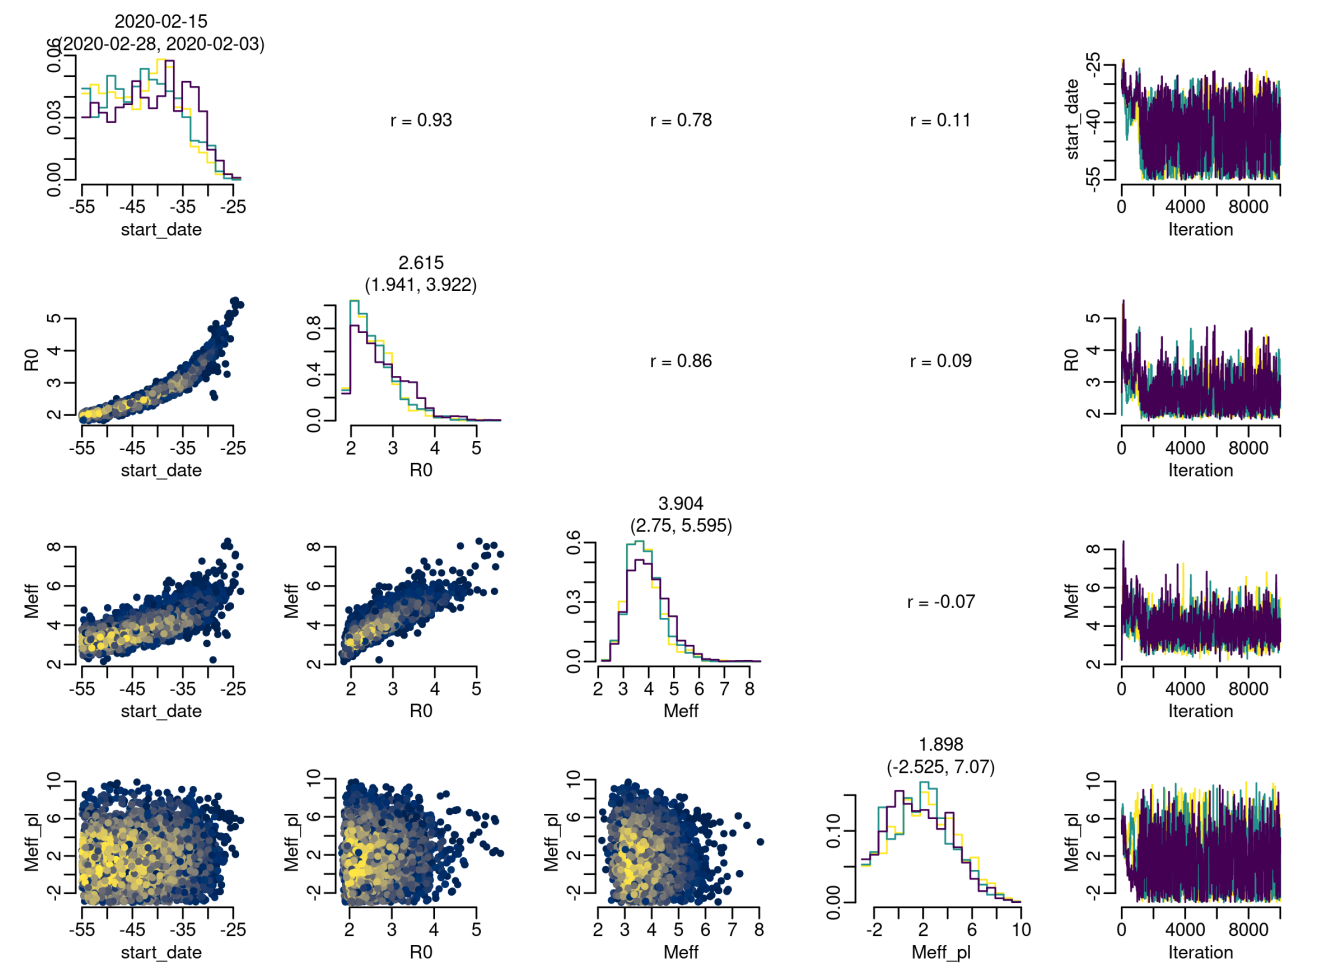 2020-02-15
(2020-02-28, 2020-02-03)
0.06
0.03
0.00
-55 -45 -35 -25
start_date
r = 0.93
r = 0.78
r = 0.11
start_date
-25
-40
-55
0 4000 8000
Iteration
R0
5
4
3
2
-55 -45 -35 -25
start_date
2.615
(1.941, 3.922)
0.8
0.4
0.0
2 3 4 5
R0
r = 0.86
r = 0.09
R0
5
4
3
2
0 4000 8000
Iteration
Meff
8
6
4
2
-55 -45 -35 -25
start_date
Meff
8
6
4
2
2 3 4 5
R0
3.904
(2.75, 5.595)
0.6
0.3
0.0
2 3 4 5 6 7 8
Meff
r = -0.07
Meff
8
6
4
2
0 4000 8000
Iteration
Meff_pl
10
6
2
-2
-55 -45 -35 -25
start_date
Meff_pl
10
6
2
-2
2 3 4 5
R0
Meff_pl
10
6
2
-2
2 3 4 5 6 7 8
Meff
1.898
(-2.525, 7.07)
0.10
0.00
-2 2 6 10
Meff_pl
Meff_pl
10
6
2
-2
0 4000 8000
Iteration